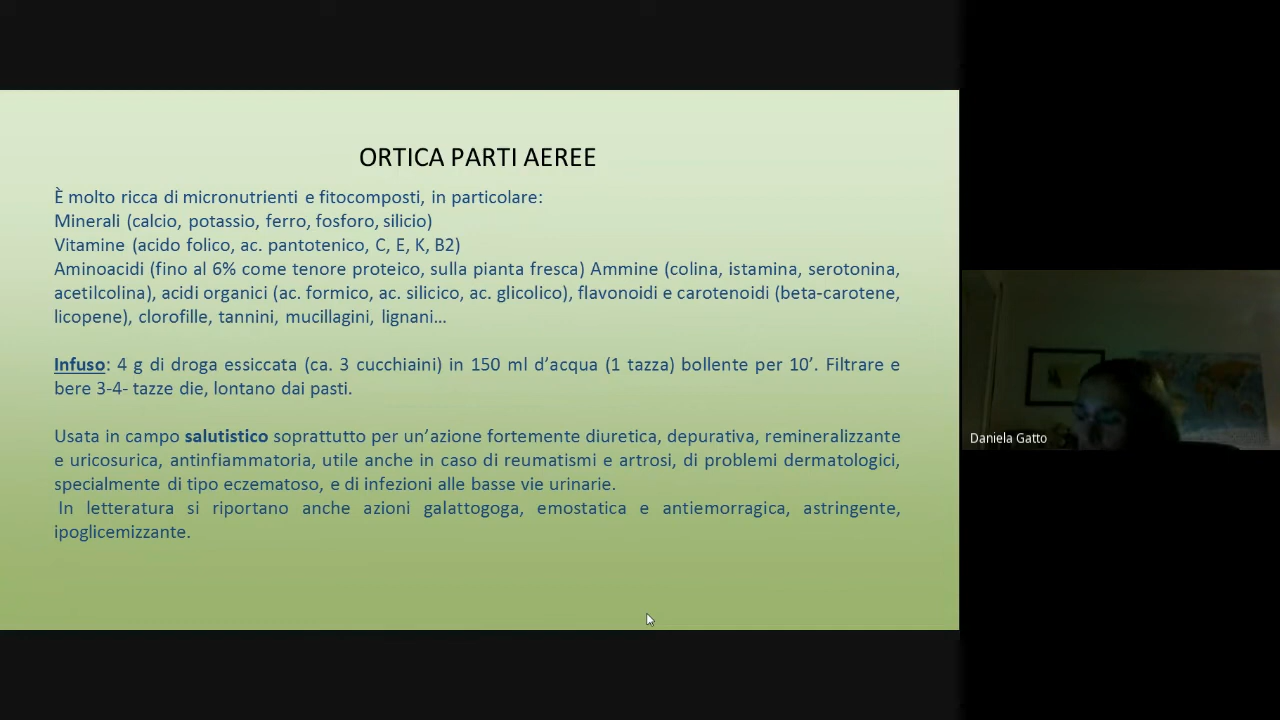 ORTICA PARTI AEREE
È molto ricca di micronutrienti e fitocomposti, in particolare:
Minerali (calcio, potassio, ferro, fosforo, silicio)
Vitamine (acido folico, ac. pantotenico, C, E, K, B2)
Aminoacidi (fino al 6% come tenore proteico, sulla pianta fresca) Ammine (colina, istamina, serotonina,
acetilcolina), acidi organici (ac. formico, ac. silicico, ac. glicolico), flavonoidi e carotenoidi (beta-carotene,
licopene), clorofille, tannini, mucillagini, lignani…
Infuso: 4 g di droga essiccata (ca. 3 cucchiaini) in 150 ml d’acqua (1 tazza) bollente per 10’. Filtrare e
bere 3-4- tazze die, lontano dai pasti.
Usata in campo salutistico soprattutto per un’azione fortemente diuretica, depurativa, remineralizzante
e uricosurica, antinfiammatoria, utile anche in caso di reumatismi e artrosi, di problemi dermatologici,
specialmente di tipo eczematoso, e di infezioni alle basse vie urinarie.
In letteratura si riportano anche azioni galattogoga, emostatica e antiemorragica, astringente,
ipoglicemizzante.
Daniela Gatto